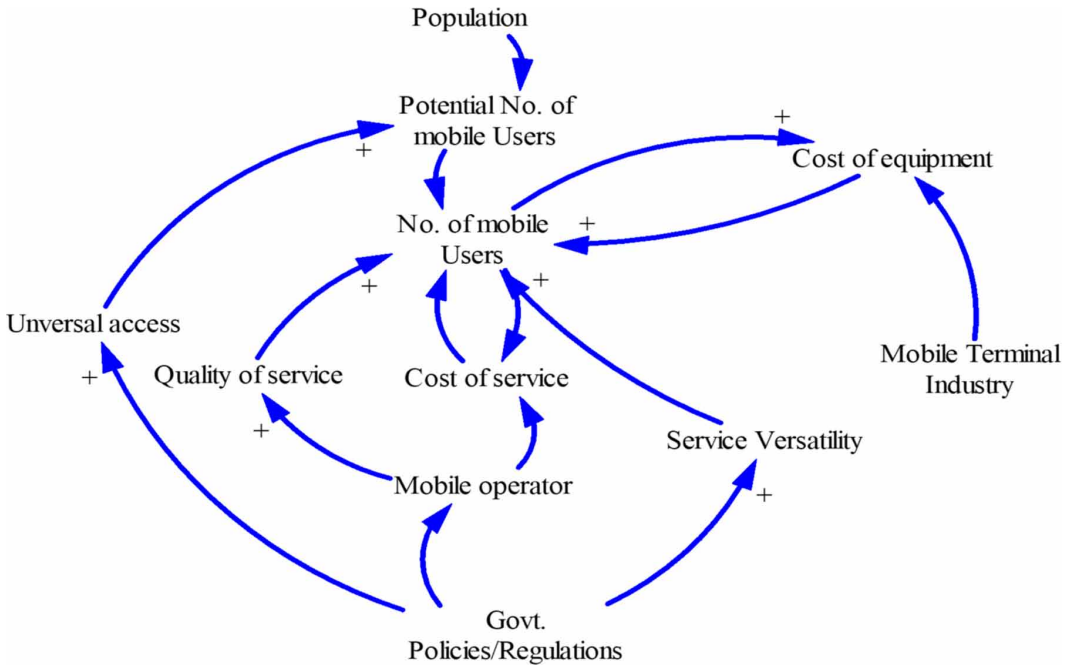 Population
Potential No. of
mobile Users
+
+
Cost of equipment
No. of mobile
Users
+
+
+
Unversal access
Quality of service
Cost of service
Mobile Terminal
Industry
+
+
Service Versatility
Mobile operator
+
Govt.
Policies/Regulations